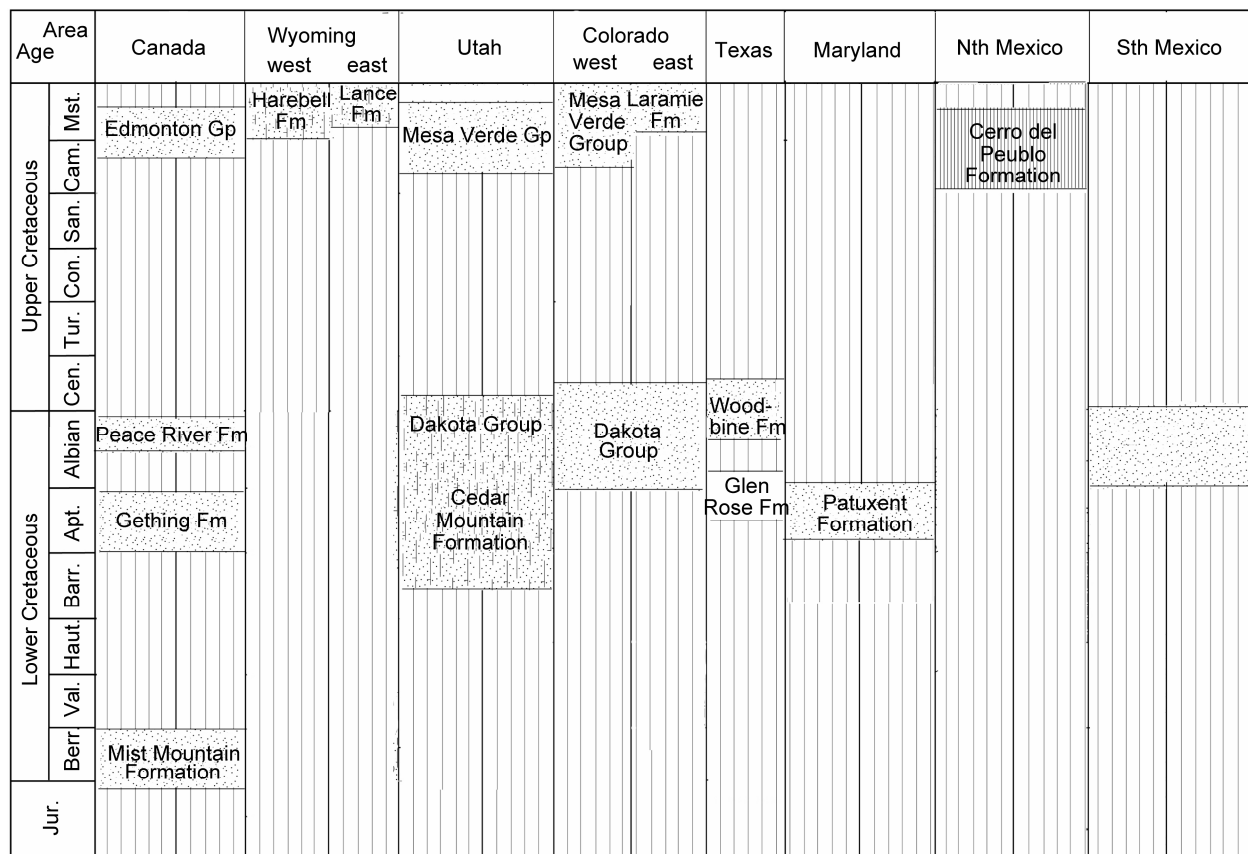 Area
Age
Canada
Wyoming
west east
Utah
Colorado
west east
Texas
Maryland
Nth Mexico
Sth Mexico
Upper Cretaceous
Mst.
Cam.
San.
Con.
Tur.
Cen.
Lower Cretaceous
Albian
Apt.
Barr.
Haut.
Val.
Berr.
Jur.
Edmonton Gp
Peace River Fm
Gething Fm
Mist Mountain
Formation
Harebell
Fm
Lance
Fm
Mesa Verde Gp
Dakota Group
Cedar
Mountain
Formation
Mesa
Verde
Group
Laramie
Fm
Dakota
Group
Wood-
bine Fm
Glen
Rose Fm
Patuxent
Formation
Cerro del
Peublo
Formation